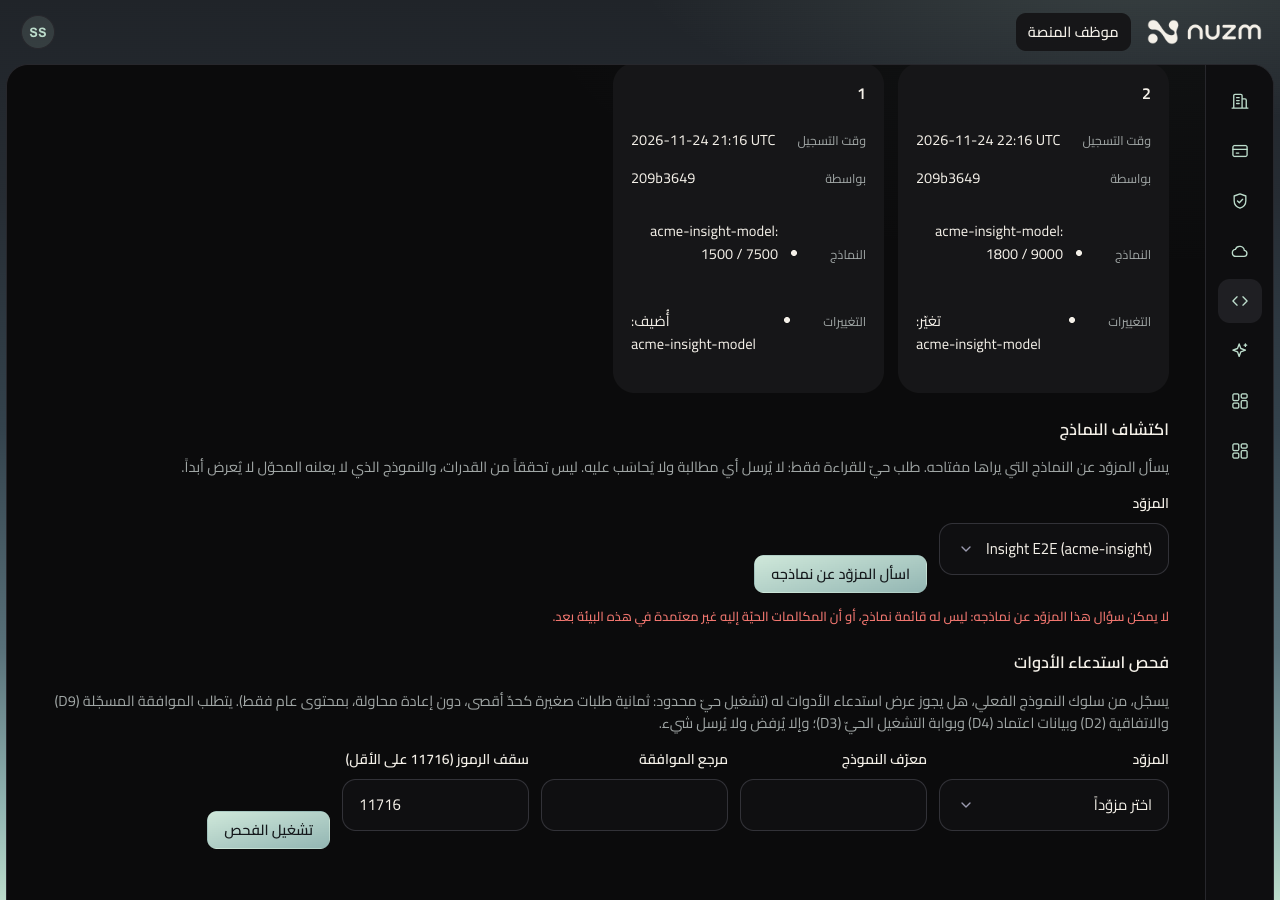 nuzm
موظف المنصة
SS
2
وقت التسجيل 2026-11-24 22:16 UTC
بواسطة 209b3649
النماذج
acme-insight-model:
1800 / 9000
التغييرات
تغيّر:
acme-insight-model
1
وقت التسجيل 2026-11-24 21:16 UTC
بواسطة 209b3649
النماذج
acme-insight-model:
1500 / 7500
التغييرات
أُضيف:
acme-insight-model
اكتشاف النماذج
يسأل المزوّد عن النماذج التي يراها مفتاحه. طلب حيّ للقراءة فقط: لا يُرسل أي مطالبة ولا يُحاسَب عليه. ليس تحققاً من القدرات، والنموذج الذي لا يعلنه المحوّل لا يُعرض أبداً.
المزوّد
Insight E2E (acme-insight)
اسأل المزوّد عن نماذجه
لا يمكن سؤال هذا المزوّد عن نماذجه: ليس له قائمة نماذج، أو أن المكالمات الحيّة إليه غير معتمدة في هذه البيئة بعد.
فحص استدعاء الأدوات
يسجّل، من سلوك النموذج الفعلي، هل يجوز عرض استدعاء الأدوات له (تشغيل حيّ محدود: ثمانية طلبات صغيرة كحدّ أقصى، دون إعادة محاولة، بمحتوى عام فقط). يتطلب الموافقة المسجّلة (D9)
والاتفاقية (D2) وبيانات اعتماد (D4) وبوابة التشغيل الحيّ (D3)؛ وإلا يُرفض ولا يُرسل شيء.
المزوّد
معرّف النموذج
مرجع الموافقة
سقف الرموز (11716 على الأقل)
اختر مزوّداً
11716
تشغيل الفحص